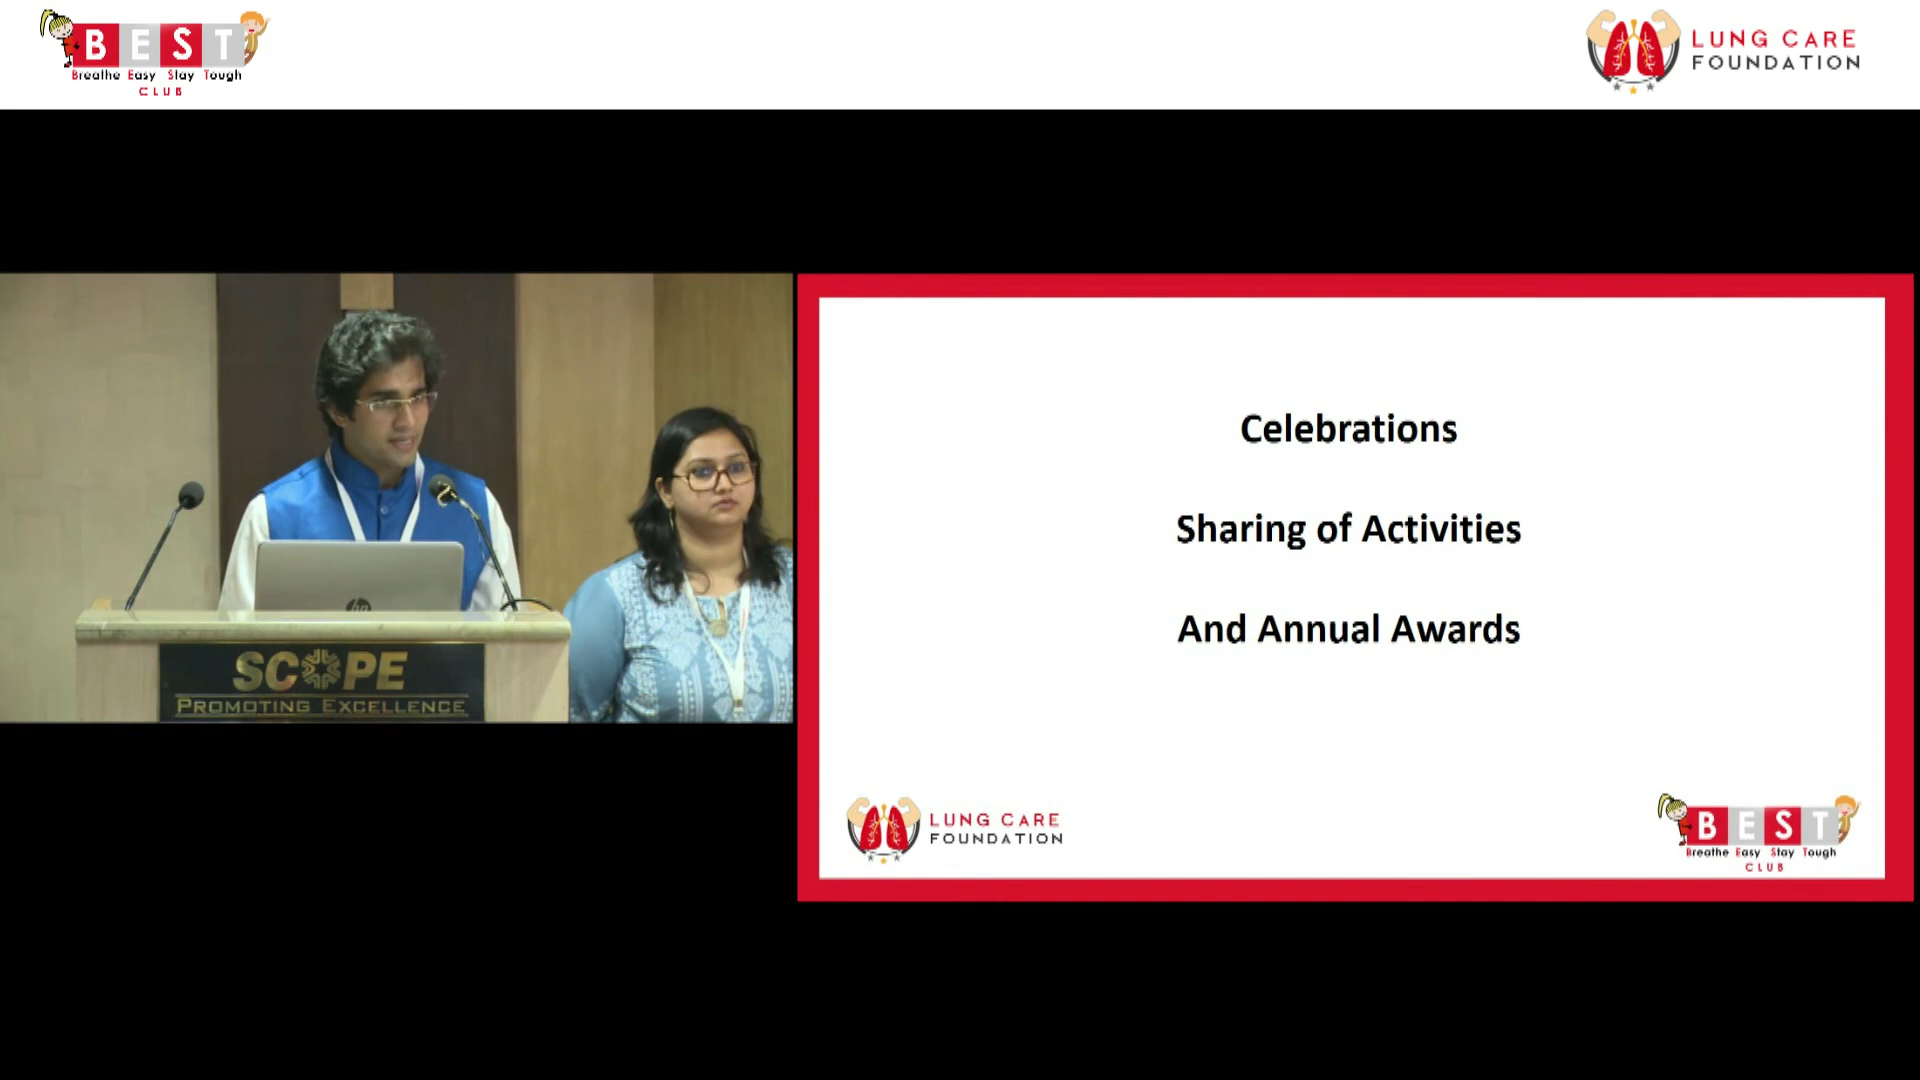 BEST
Breathe Easy Stay Tough
CLUB
LUNG CARE
FOUNDATION
SCOPE
PROMOTING EXCELLENCE
hp
Celebrations
Sharing of Activities
And Annual Awards
LUNG CARE
FOUNDATION
BEST
Breathe Easy Stay Tough
CLUB